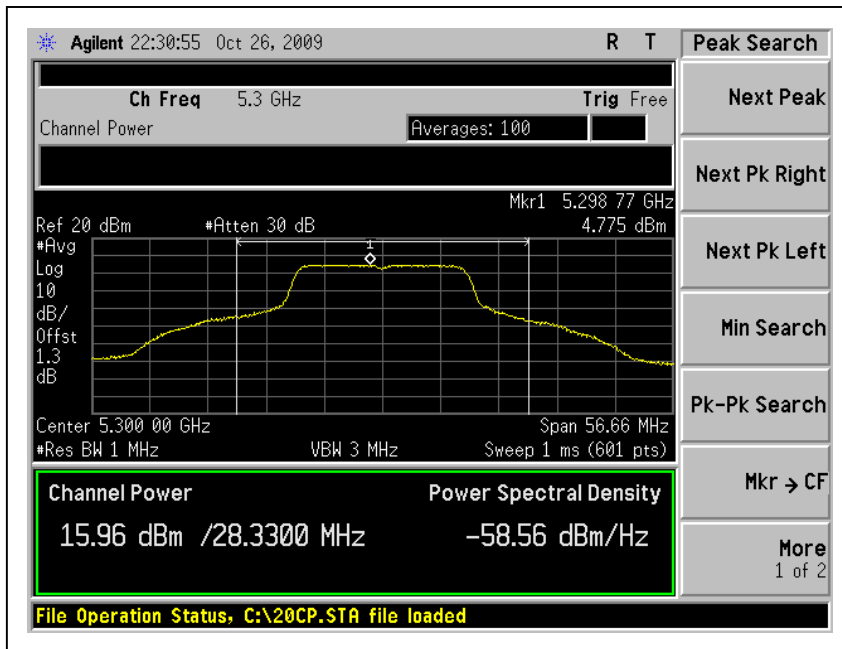 Agilent 22:30:55 Oct 26, 2009 R T
Peak Search
Ch Freq 5.3 GHz Trig Free
Channel Power Averages: 100
Mkr1 5.298 77 GHz
Ref 20 dBm #Atten 30 dB 4.775 dBm
#Avg
Log
10
dB/
Offst
1.3
dB
1
Center 5.300 00 GHz Span 56.66 MHz
#Res BW 1 MHz VBW 3 MHz Sweep 1 ms (601 pts)
Channel Power Power Spectral Density
15.96 dBm /28.3300 MHz -58.56 dBm/Hz
File Operation Status, C:\20CP.STA file loaded
Next Peak
Next Pk Right
Next Pk Left
Min Search
Pk-Pk Search
Mkr → CF
More
1 of 2